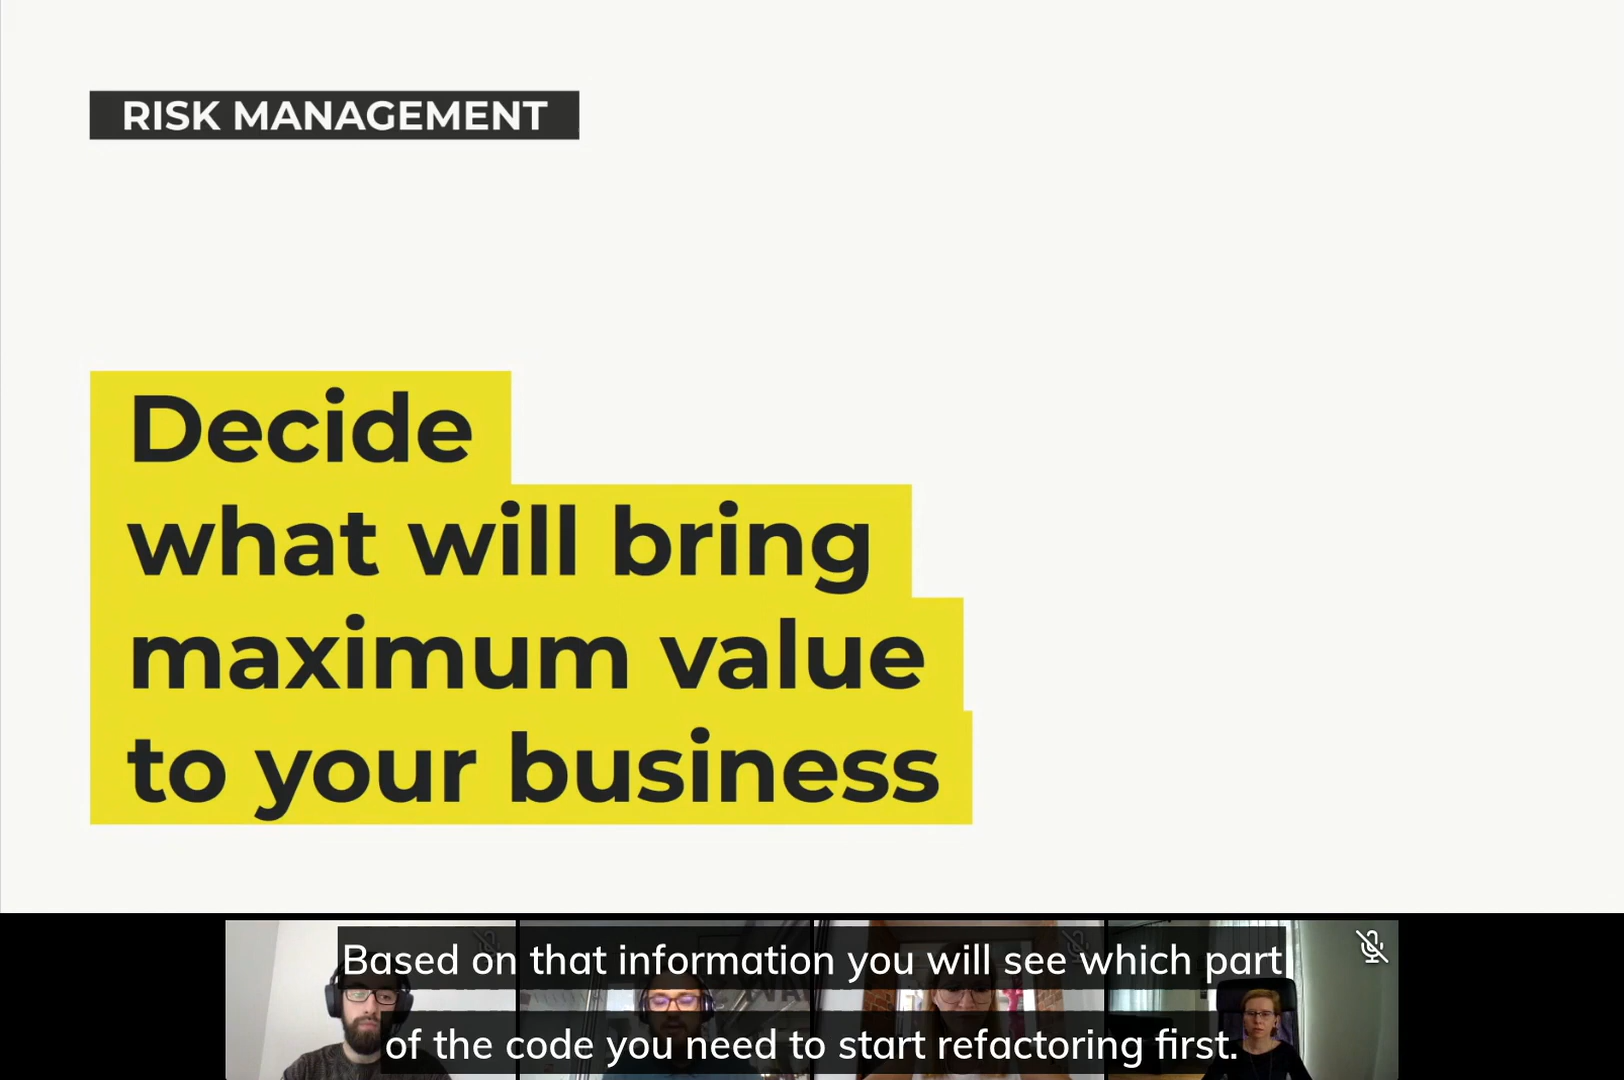 RISK MANAGEMENT
Decide
what will bring
maximum value
to your business
Based on that information you will see which part
of the code you need to start refactoring first.